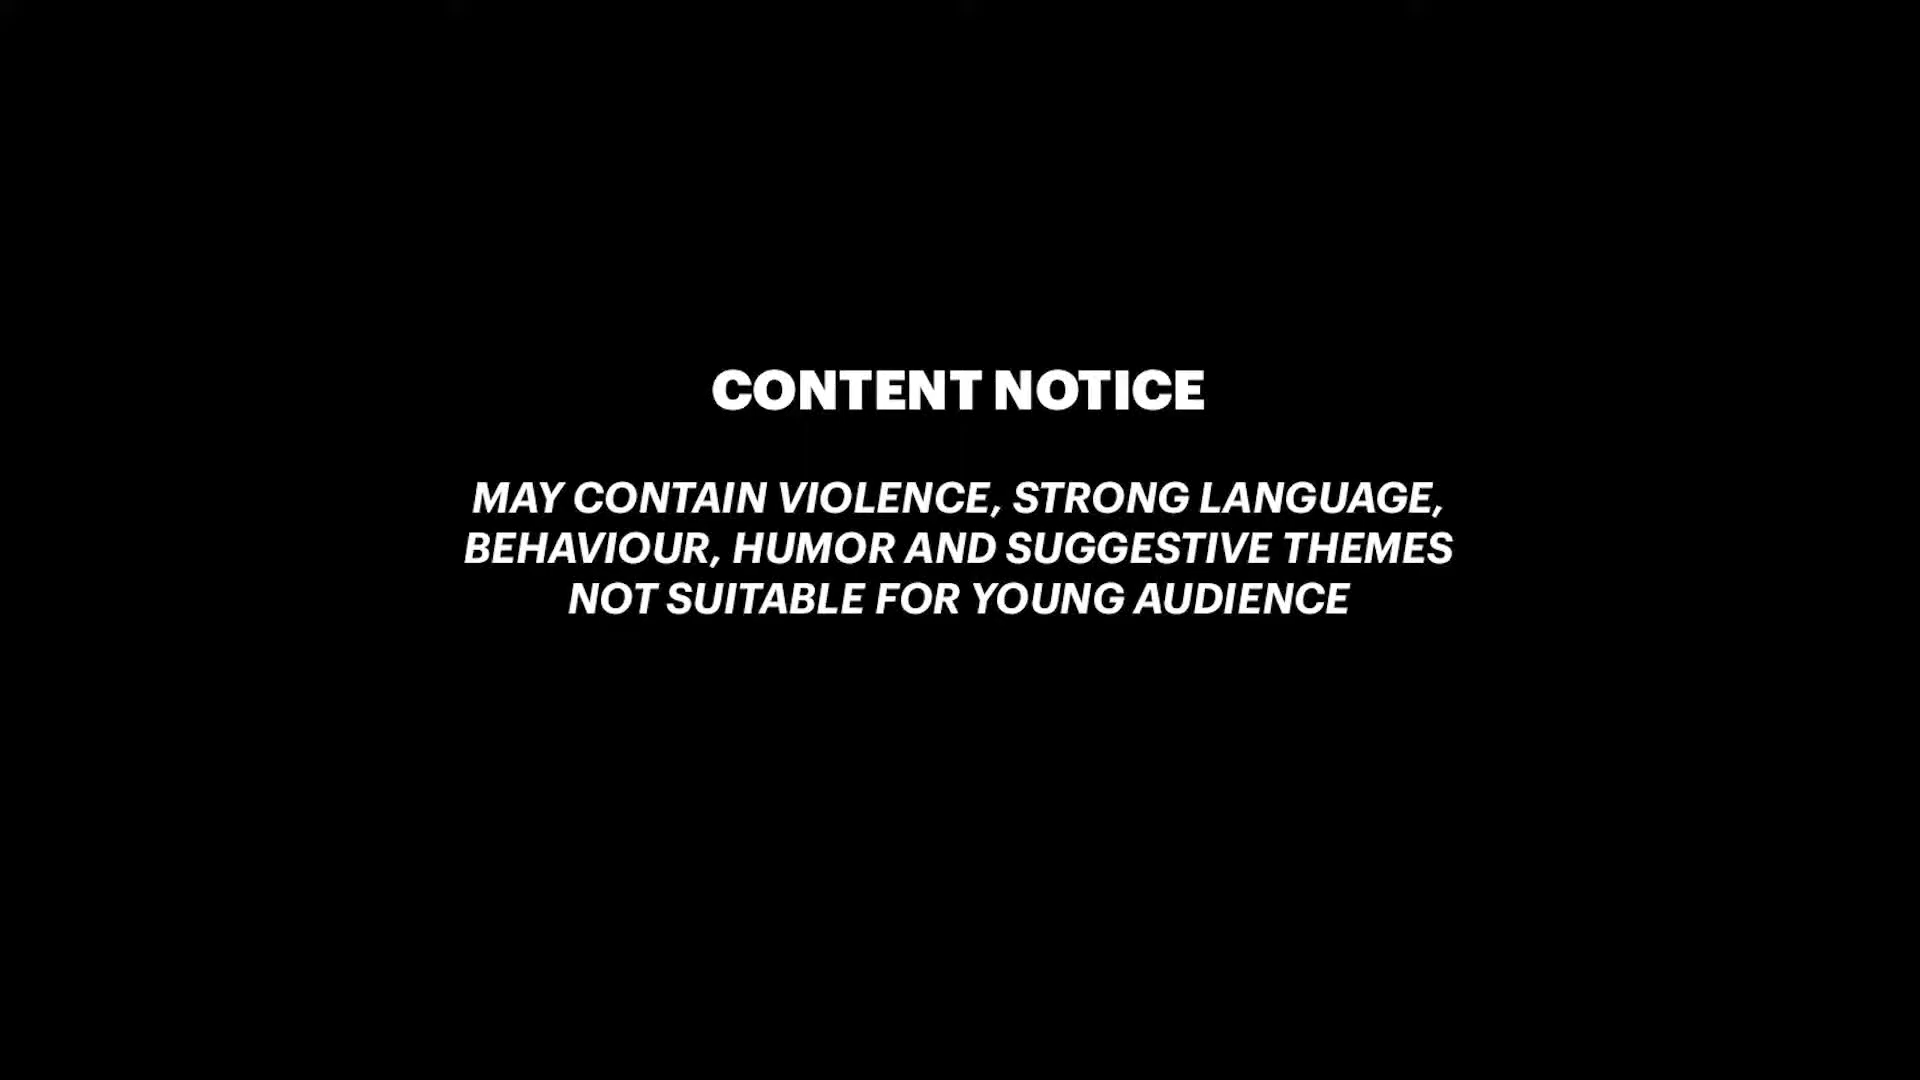 CONTENT NOTICE
MAY CONTAIN VIOLENCE, STRONG LANGUAGE,
BEHAVIOUR, HUMOR AND SUGGESTIVE THEMES
NOT SUITABLE FOR YOUNG AUDIENCE